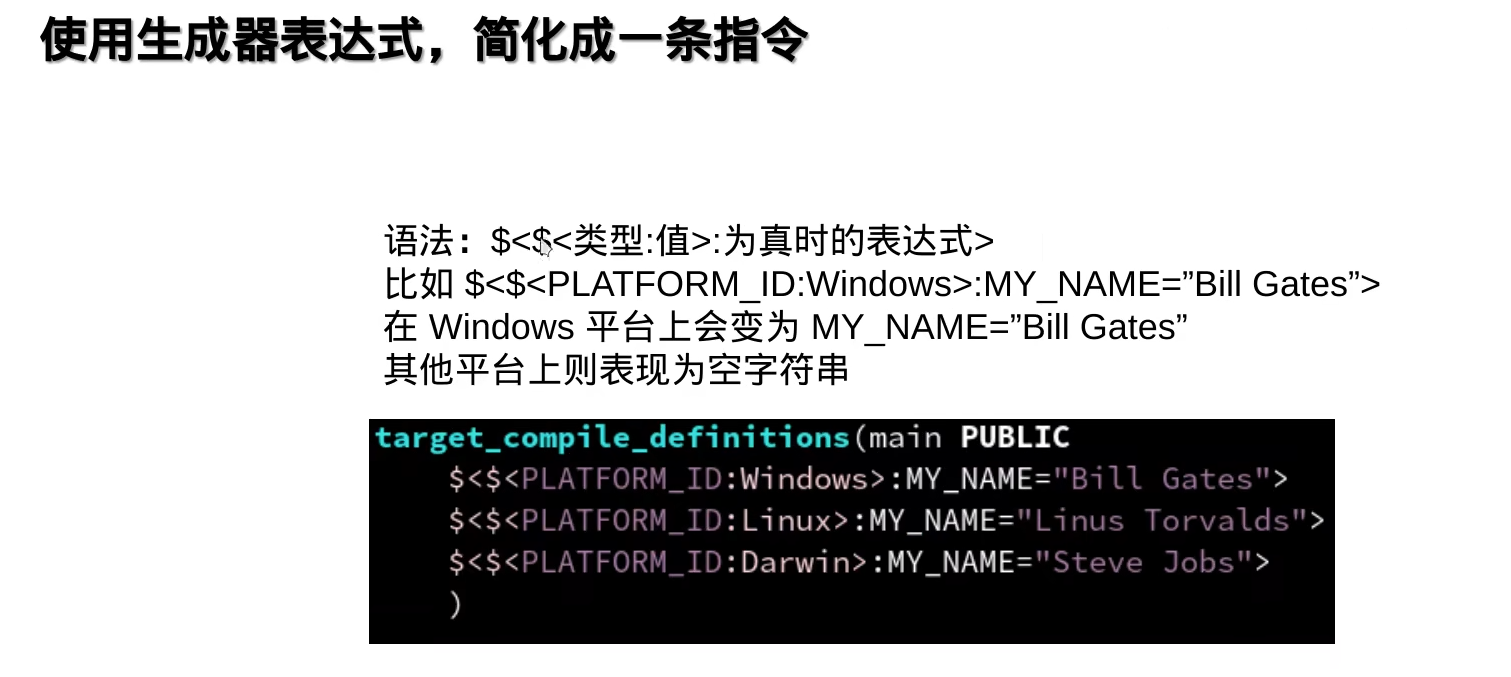 使用生成器表达式，简化成一条指令
语法：$<$<类型:值>:为真时的表达式>
比如 $<$<PLATFORM_ID:Windows>:MY_NAME=”Bill Gates”>
在 Windows 平台上会变为 MY_NAME=”Bill Gates”
其他平台上则表现为空字符串
target_compile_definitions(main PUBLIC
$<$<PLATFORM_ID:Windows>:MY_NAME="Bill Gates">
$<$<PLATFORM_ID:Linux>:MY_NAME="Linus Torvalds">
$<$<PLATFORM_ID:Darwin>:MY_NAME="Steve Jobs">
)